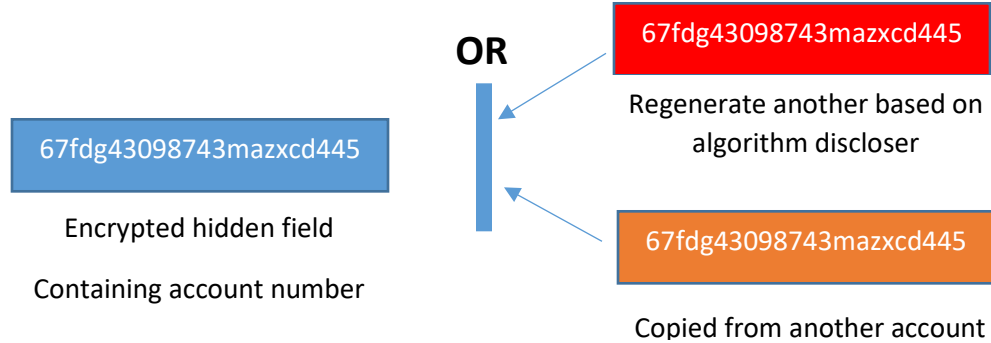 67fdg43098743mazxcd445
Encrypted hidden field
Containing account number
OR
67fdg43098743mazxcd445
Regenerate another based on
algorithm discloser
67fdg43098743mazxcd445
Copied from another account